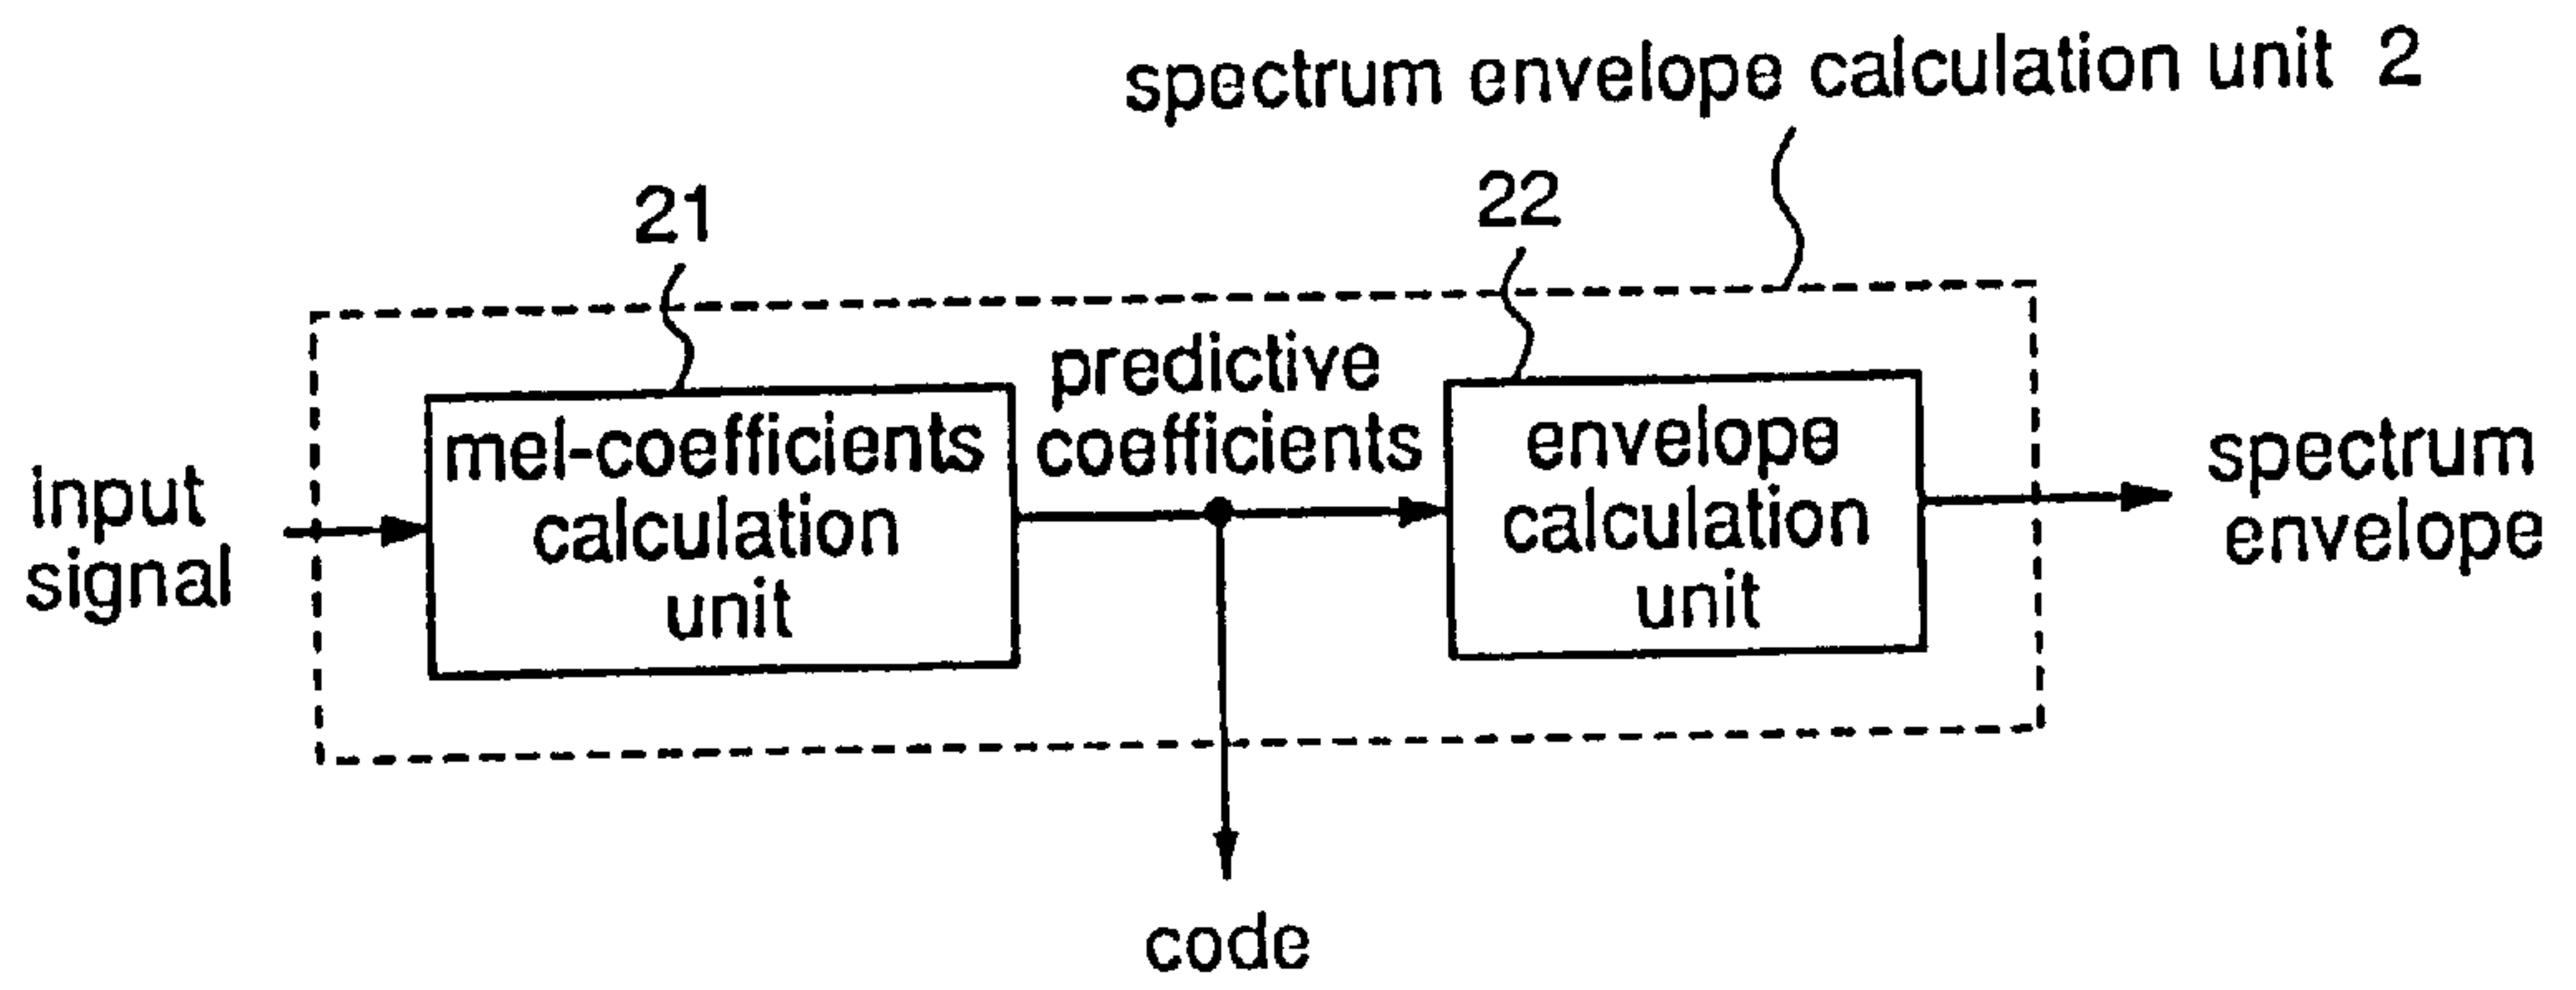 spectrum envelope calculation unit 2
21
22
input
signal
mel-coefficients
calculation
unit
predictive
coefficients
envelope
calculation
unit
spectrum
envelope
code